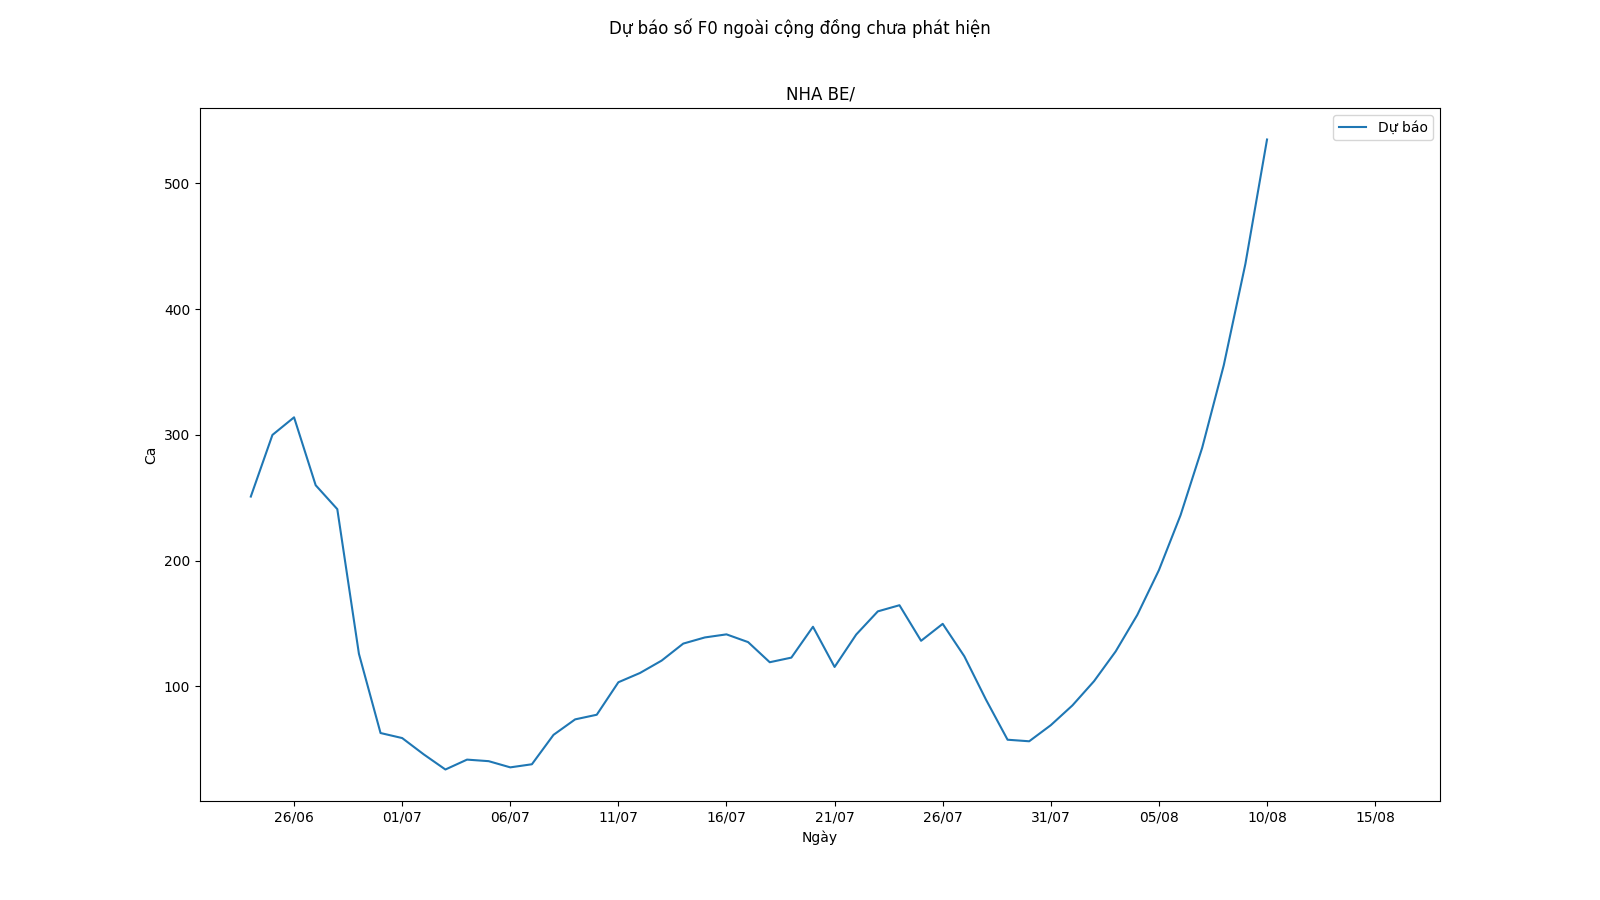 Dự báo số F0 ngoài cộng đồng chưa phát hiện
NHA BE/
Dự báo
500
400
300
200
100
Ca
26/06 01/07 06/07 11/07 16/07 21/07 26/07 31/07 05/08 10/08 15/08
Ngày